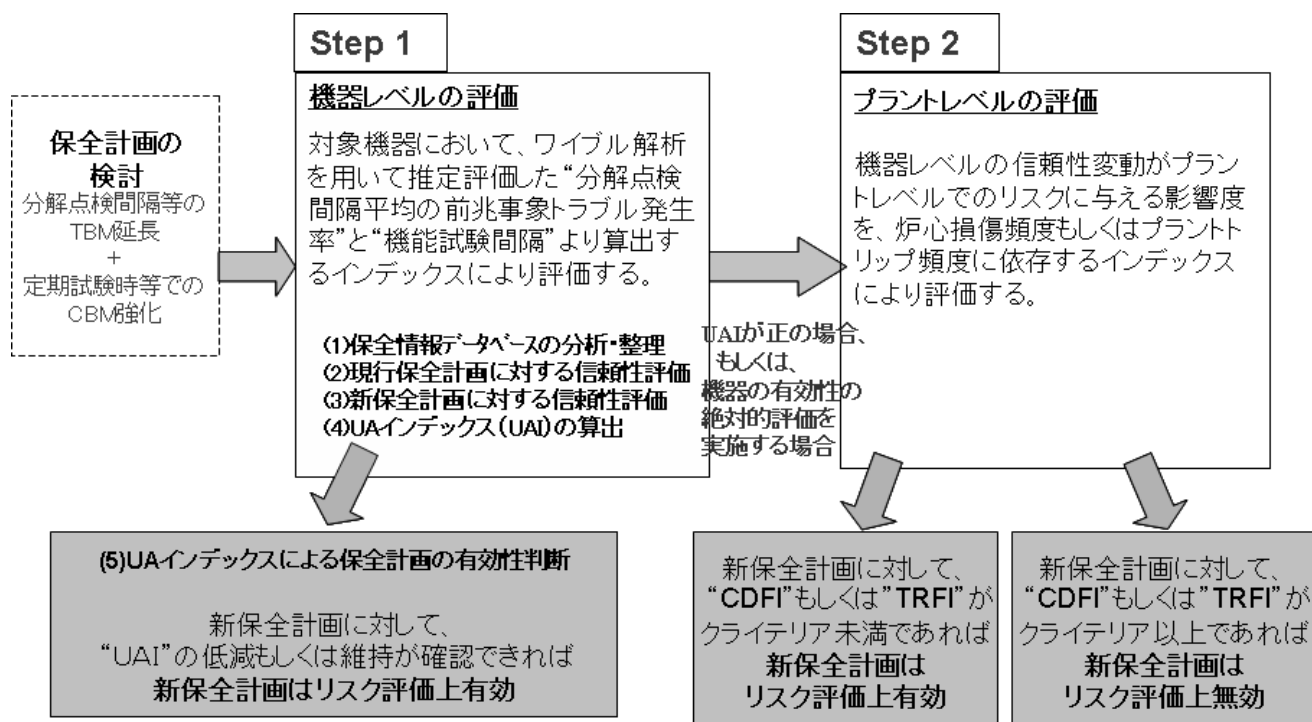 保全計画の
検討
分解点検間隔等の
TBM延長
+
定期試験時等での
CBM強化
Step 1
機器レベルの評価
対象機器において、ワイブル解析
を用いて推定評価した“分解点検
間隔平均の前兆事象トラブル発生
率”と“機能試験間隔”より算出す
るインデックスにより評価する。
(1)保全情報データベースの分析・整理
(2)現行保全計画に対する信頼性評価
(3)新保全計画に対する信頼性評価
(4)UAインデックス(UAI)の算出
UAIが正の場合、
もしくは、
機器の有効性の
絶対的評価を
実施する場合
Step 2
プラントレベルの評価
機器レベルの信頼性変動がプラン
トレベルでのリスクに与える影響度
を、炉心損傷頻度もしくはプラントト
リップ頻度に依存するインデックス
により評価する。
(5)UAインデックスによる保全計画の有効性判断
新保全計画に対して、
“UAI”の低減もしくは維持が確認できれば
新保全計画はリスク評価上有効
新保全計画に対して、
“CDFI”もしくは”TRFI”が
クライテリア未満であれば
新保全計画は
リスク評価上有効
新保全計画に対して、
“CDFI”もしくは”TRFI”が
クライテリア以上であれば
新保全計画は
リスク評価上無効